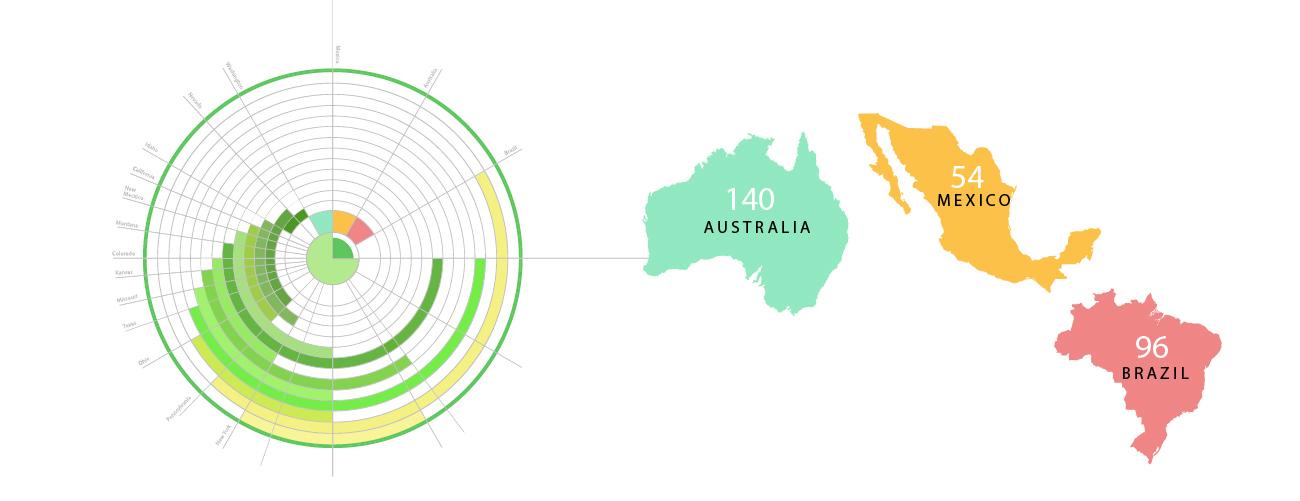 Mexico
Australia
Brazil
Washington
Nevada
Idaho
California
New
Mexico
Montana
Colorado
Kansas
Missouri
Texas
Ohio
Pennsylvania
New York
140
AUSTRALIA
54
MEXICO
96
BRAZIL